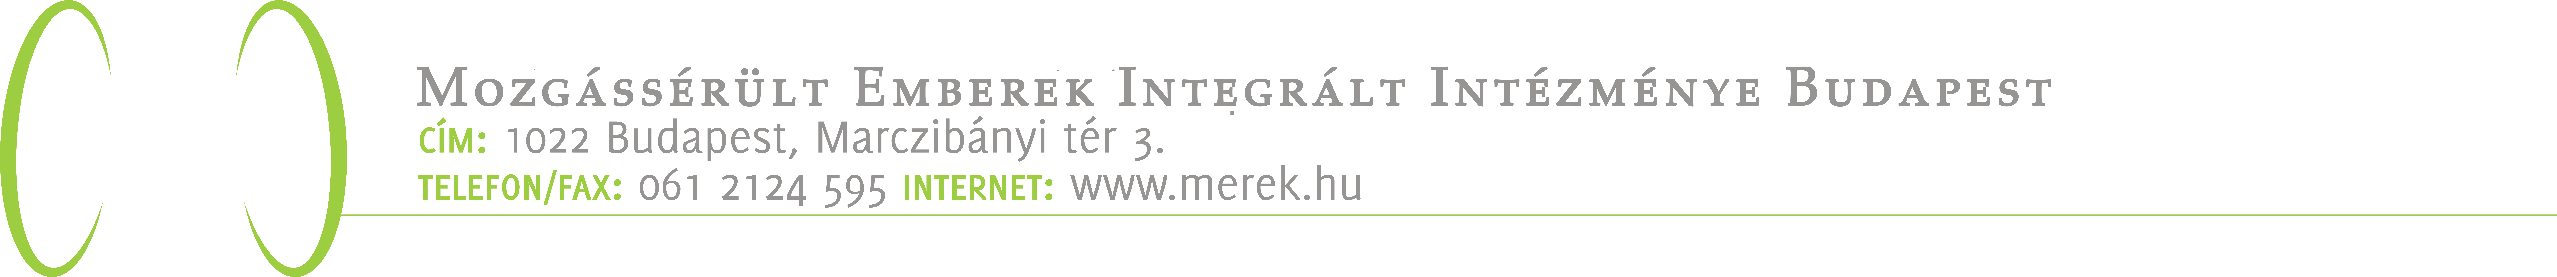 Mozgássérült Emberek Integrált Intézménye Budapest
CÍM: 1022 Budapest, Marczibányi tér 3.
TELEFON/FAX: 061 2124 595 INTERNET: www.merek.hu